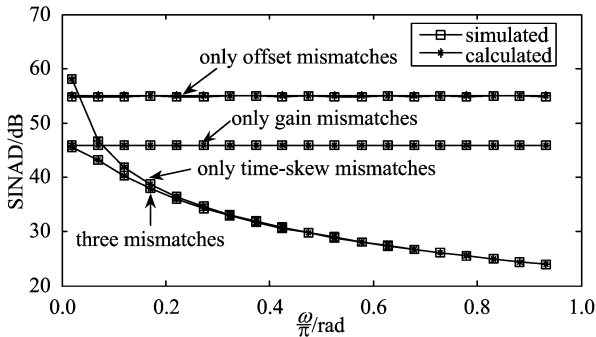 70
60
50
40
30
20
SINAD/dB
simulated
calculated
only offset mismatches
only gain mismatches
only time-skew mismatches
three mismatches
0.0
0.2
0.4
0.6
0.8
1.0
ω/π/rad